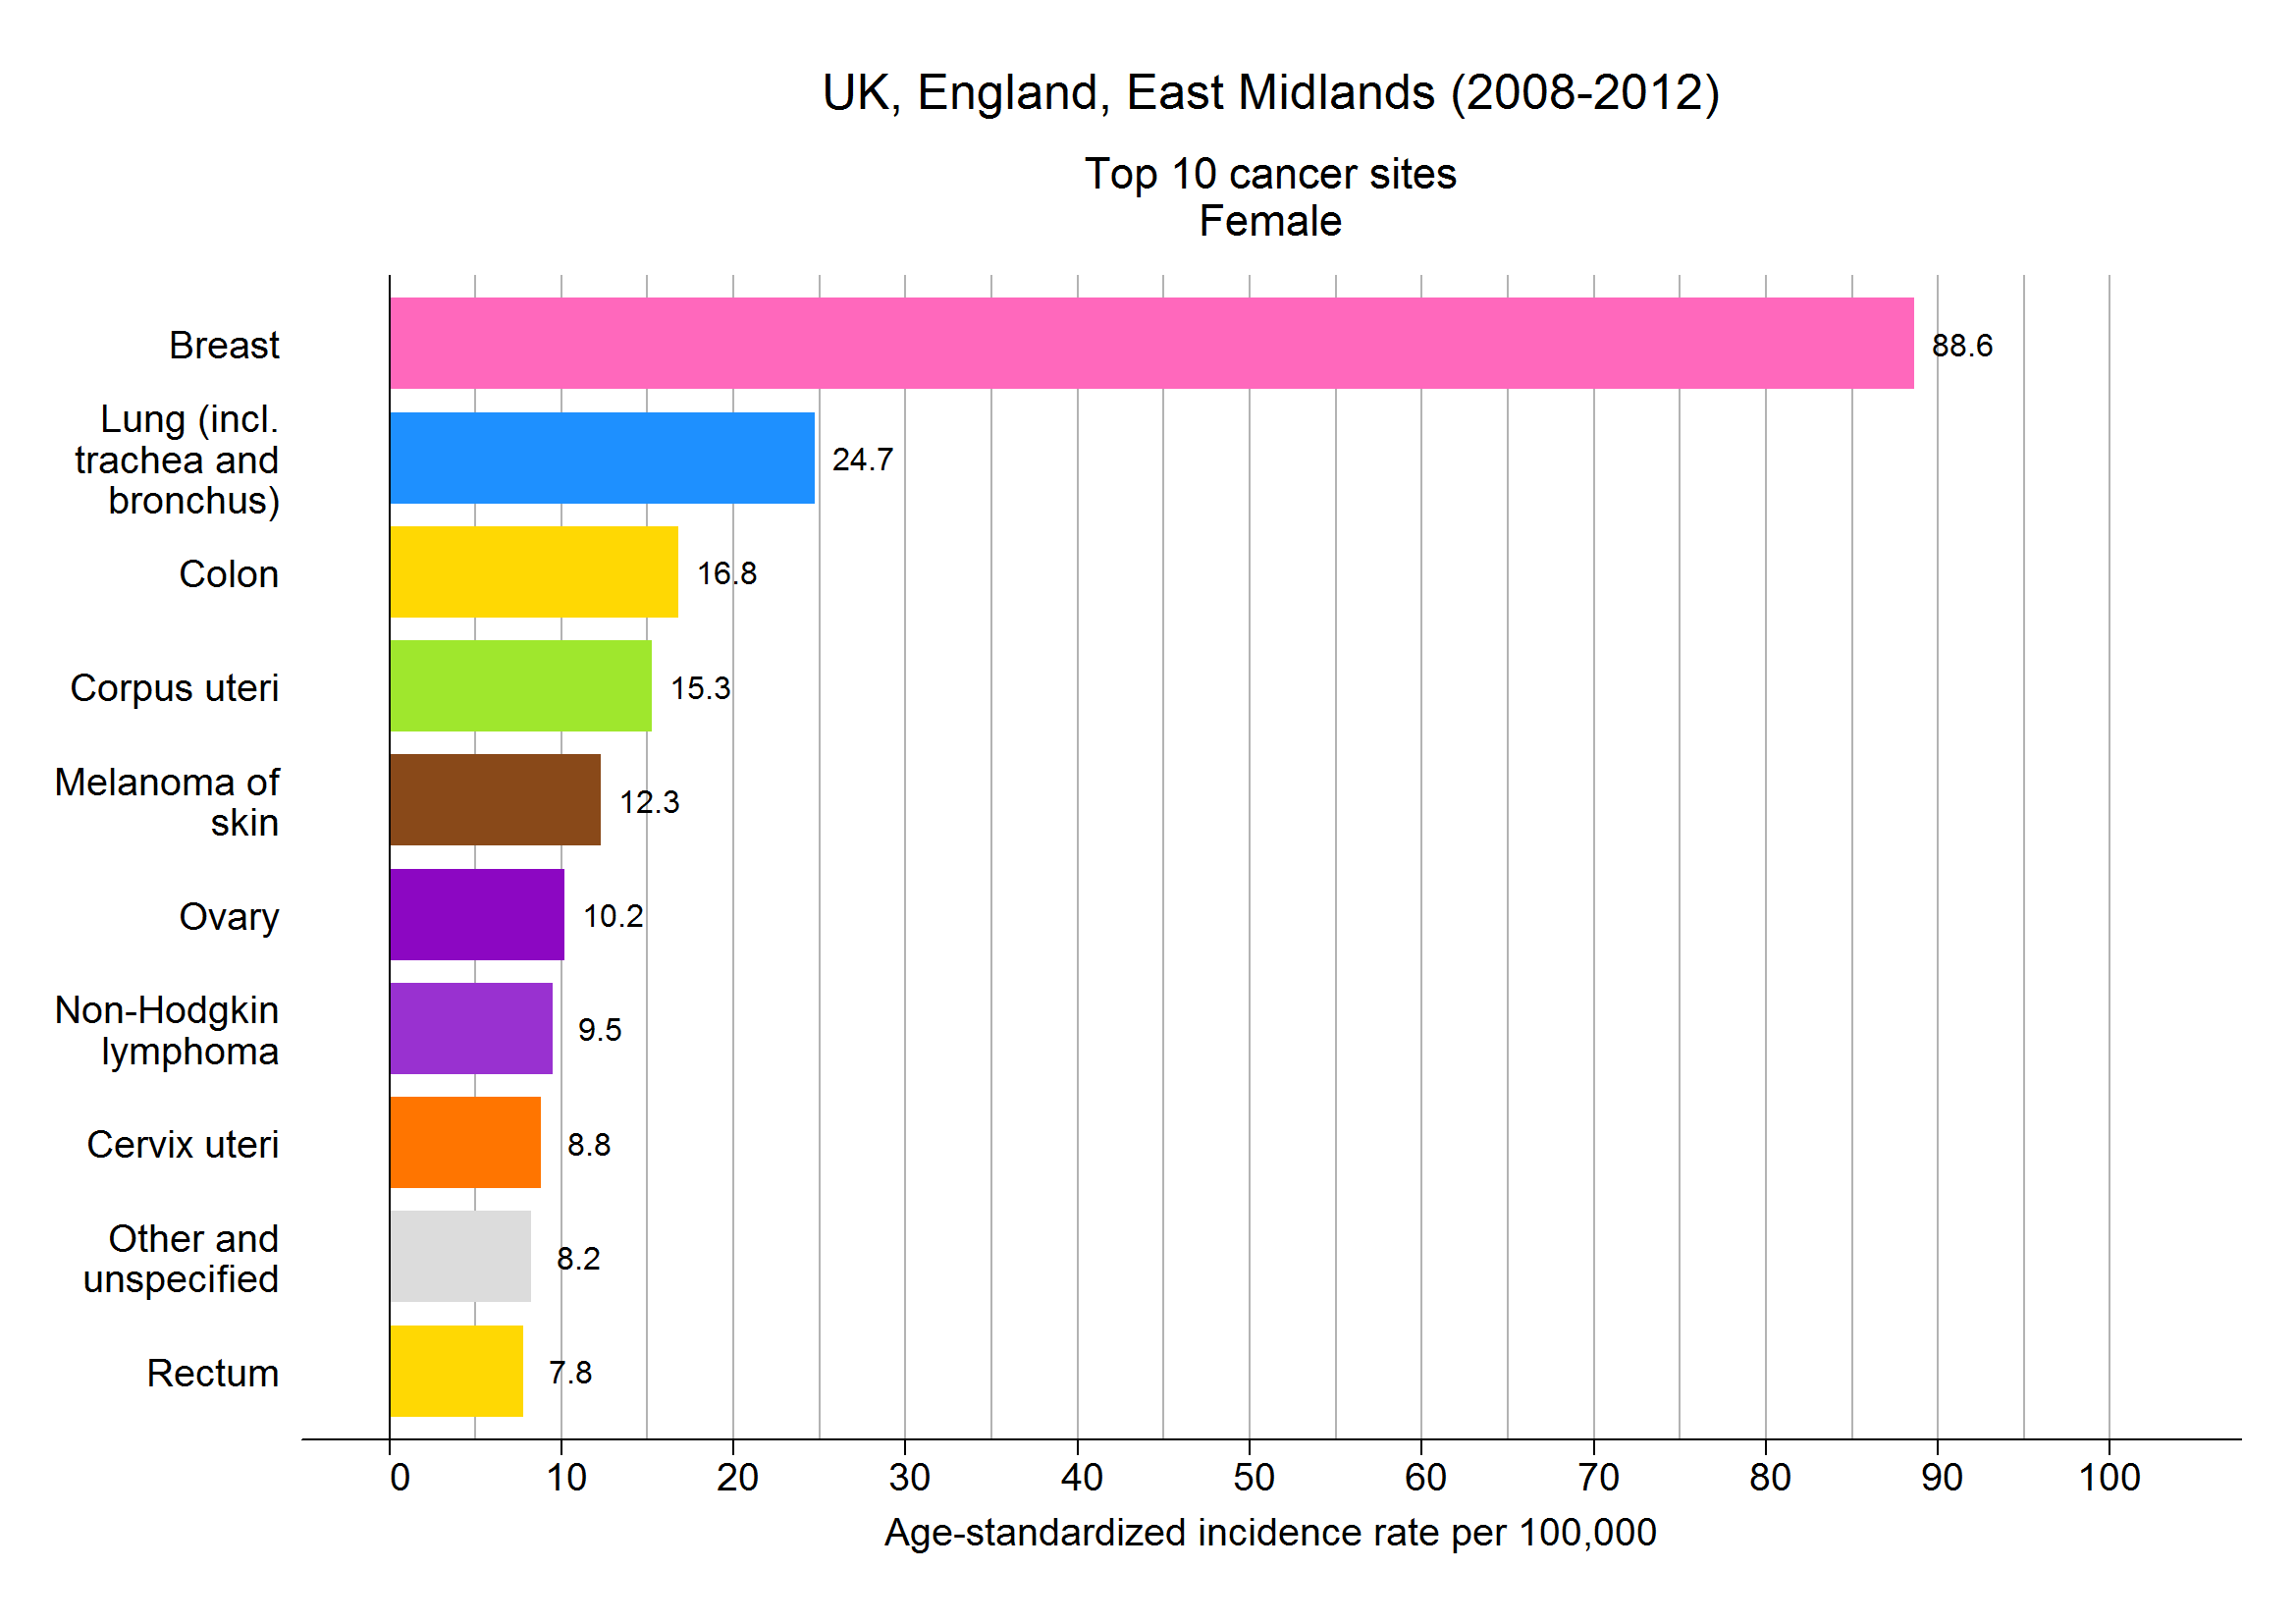 UK, England, East Midlands (2008-2012)
Top 10 cancer sites
Female
Breast
88.6
Lung (incl.
trachea and
bronchus)
24.7
Colon
16.8
Corpus uteri
15.3
Melanoma of
skin
12.3
Ovary
10.2
Non-Hodgkin
lymphoma
9.5
Cervix uteri
8.8
Other and
unspecified
8.2
Rectum
7.8
0 10 20 30 40 50 60 70 80 90 100
Age-standardized incidence rate per 100,000